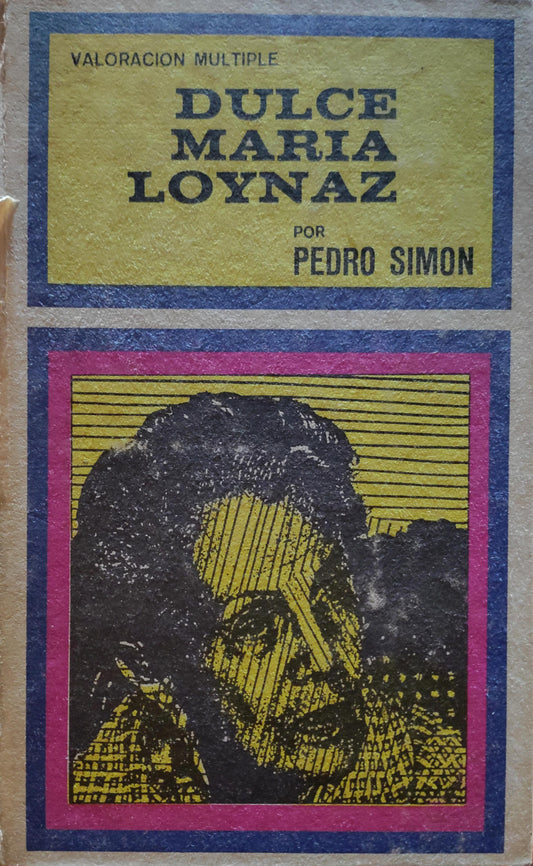 VALORACION MULTIPLE
DULCE
MARIA
LOYNAZ
POR
PEDRO SIMON